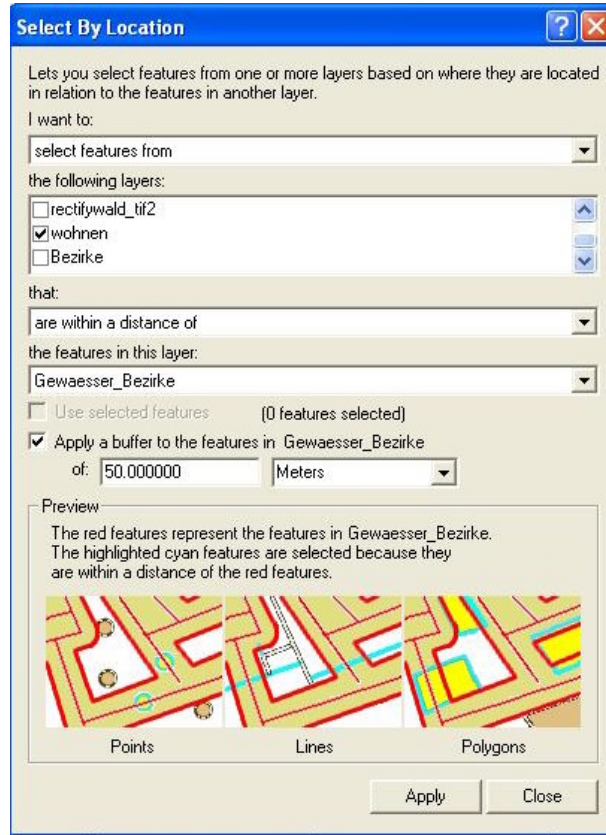 Select By Location
Lets you select features from one or more layers based on where they are located
in relation to the features in another layer.
I want to:
select features from
the following layers:
rectifywald_tif2
wohnen
Bezirke
that:
are within a distance of
the features in this layer:
Gewaesser_Bezirke
Use selected features (0 features selected)
Apply a buffer to the features in Gewaesser_Bezirke
of: 50.000000 Meters
Preview
The red features represent the features in Gewaesser_Bezirke.
The highlighted cyan features are selected because they
are within a distance of the red features.
Points Lines Polygons
Apply Close